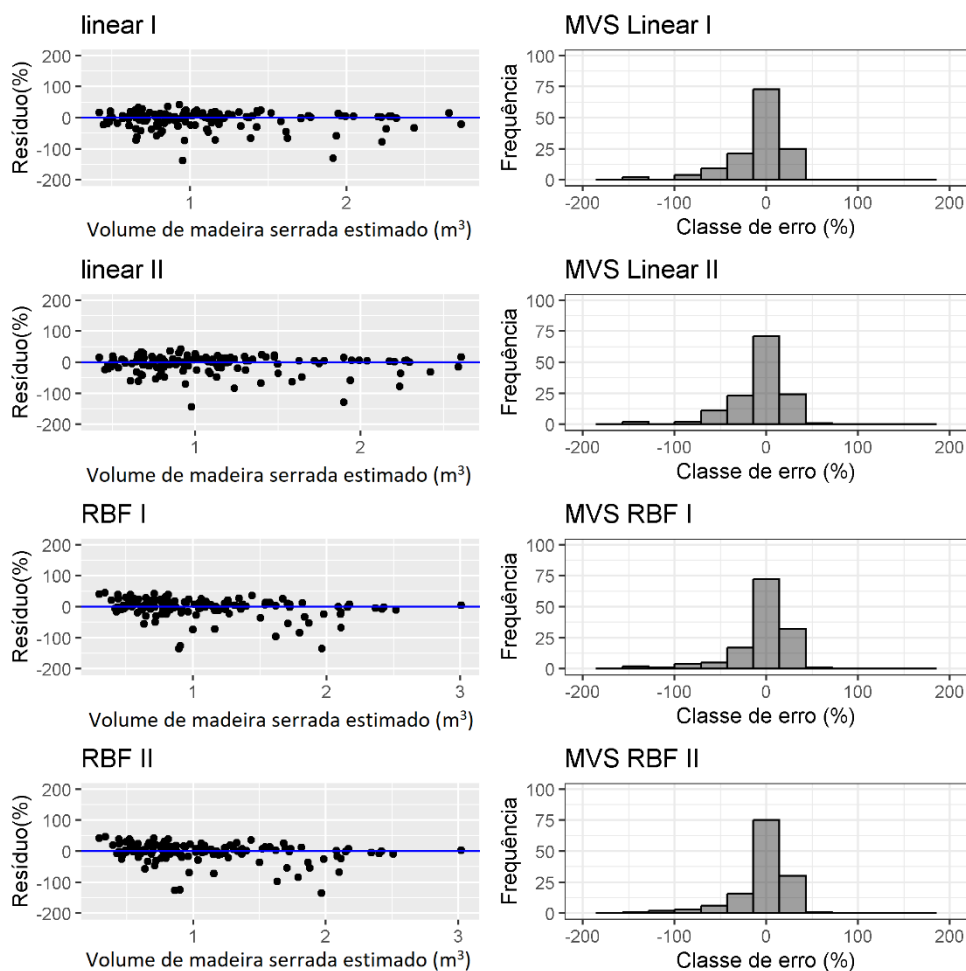 linear I
MVS Linear I
200
100
0
-100
-200
Resíduo(%)
1
2
Volume de madeira serrada estimado (m³)
100
75
50
25
0
Frequência
-200
-100
0
100
200
Classe de erro (%)
linear II
MVS Linear II
200
100
0
-100
-200
Resíduo(%)
1
2
Volume de madeira serrada estimado (m³)
100
75
50
25
0
Frequência
-200
-100
0
100
200
Classe de erro (%)
RBF I
MVS RBF I
200
100
0
-100
-200
Resíduo(%)
1
2
3
Volume de madeira serrada estimado (m³)
100
75
50
25
0
Frequência
-200
-100
0
100
200
Classe de erro (%)
RBF II
MVS RBF II
200
100
0
-100
-200
Resíduo(%)
1
2
3
Volume de madeira serrada estimado (m³)
100
75
50
25
0
Frequência
-200
-100
0
100
200
Classe de erro (%)